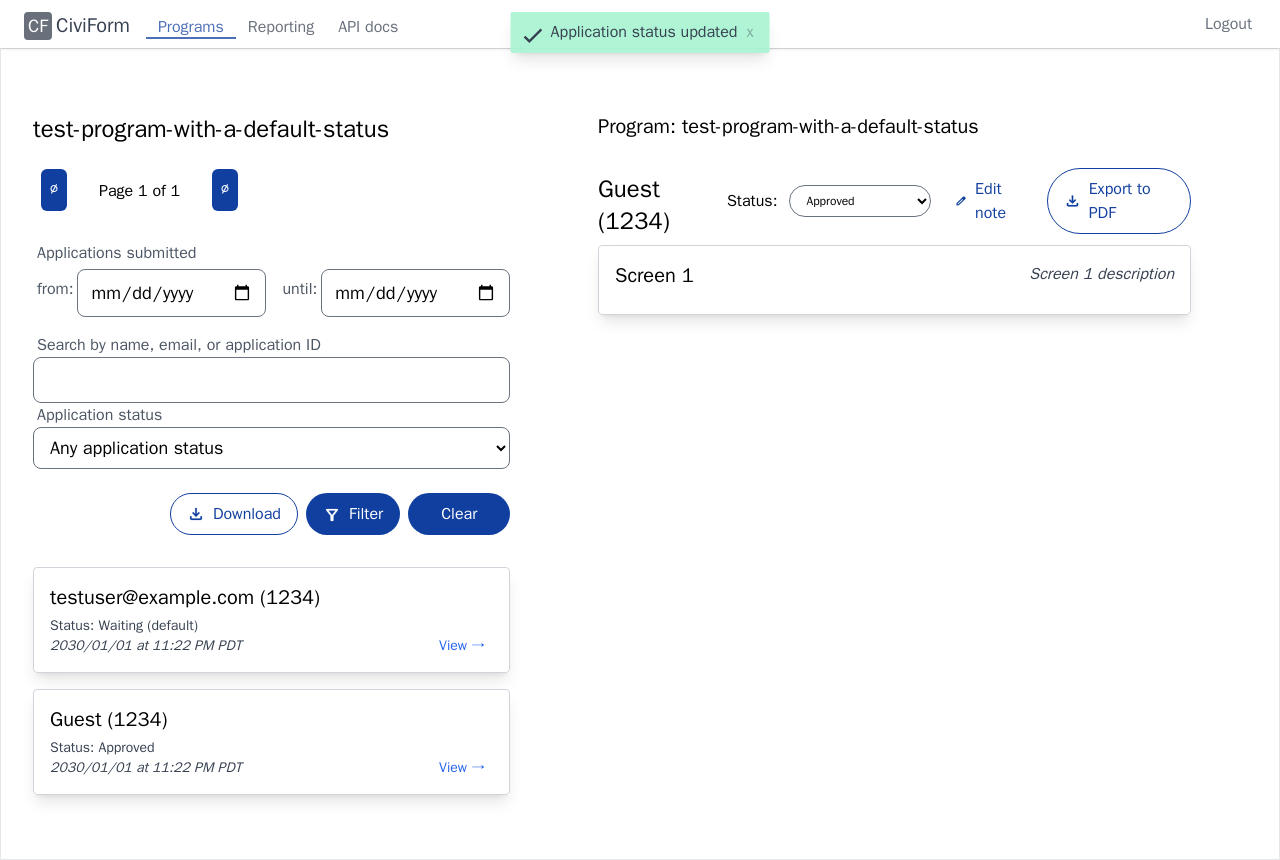 CF CiviForm Programs Reporting API docs Logout
Application status updated x
test-program-with-a-default-status
∅ Page 1 of 1 ∅
Applications submitted
from: mm/dd/yyyy until: mm/dd/yyyy
Search by name, email, or application ID
Application status
Any application status
Download Filter Clear
testuser@example.com (1234)
Status: Waiting (default)
2030/01/01 at 11:22 PM PDT View →
Guest (1234)
Status: Approved
2030/01/01 at 11:22 PM PDT View →
Program: test-program-with-a-default-status
Guest
(1234)
Status: Approved
Edit
note
Export to
PDF
Screen 1 Screen 1 description